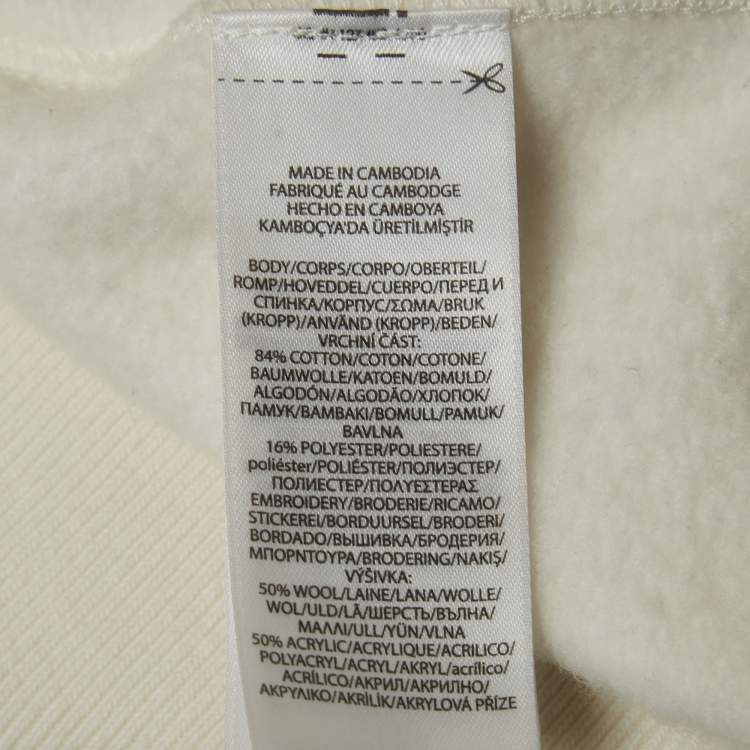 MADE IN CAMBODIA
FABRIQUÉ AU CAMBODGE
HECHO EN CAMBOYA
KAMBOÇYA'DA ÜRETİLMİŞTİR
BODY/CORPS/CORPO/OBERTEIL/
ROMP/HOVEDDEL/CUERPO/ПЕРЕД И
СПИНКА/КОРПУС/ΣΩΜΑ/BRUK
(KROPP)/ANVÄND (KROPP)/BEDEN/
VRCHNÍ ČÁST:
84% COTTON/COTON/COTONE/
BAUMWOLLE/KATOEN/BOMULD/
ALGODÓN/ALGODÃO/ХЛОПОК/
ПАМУК/ΒΑΜΒΑΚΙ/BOMULL/PAMUK/
BAVLNA
16% POLYESTER/POLIESTERE/
poliéster/POLIÉSTER/ПОЛИЭСТЕР/
ПОЛИЕСТЕР/ΠΟΛΥΕΣΤΕΡΑΣ
EMBROIDERY/BRODERIE/RICAMO/
STICKEREI/BORDUURSEL/BRODERI/
BORDADO/ВЫШИВКА/БРОДЕРИЯ/
ΜΠΟΡΝΤΟΥΡΑ/BRODERING/NAKIŞ/
VÝŠIVKA:
50% WOOL/LAINE/LANA/WOLLE/
WOL/ULD/LÃ/ШЕРСТЬ/ВЪЛНА/
ΜΑΛΛΙ/ULL/YÜN/VLNA
50% ACRYLIC/ACRYLIQUE/ACRILICO/
POLYACRYL/ACRYL/AKRYL/acrílico/
ACRÍLICO/АКРИЛ/АКРИЛНО/
ΑΚΡΥΛΙΚΟ/AKRİLİK/AKRYLOVÁ PŘÍZE